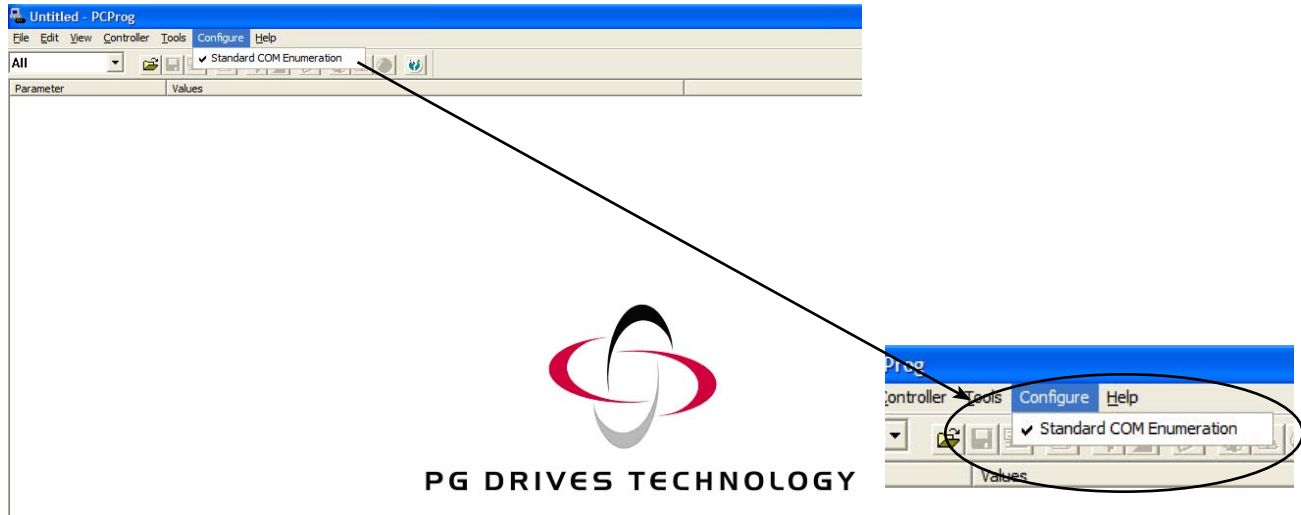 Untitled - PCProg
File Edit View Controller Tools Configure Help
All
✓ Standard COM Enumeration
Parameter Values
PG DRIVES TECHNOLOGY
Prog
Controller Tools Configure Help
✓ Standard COM Enumeration
Values